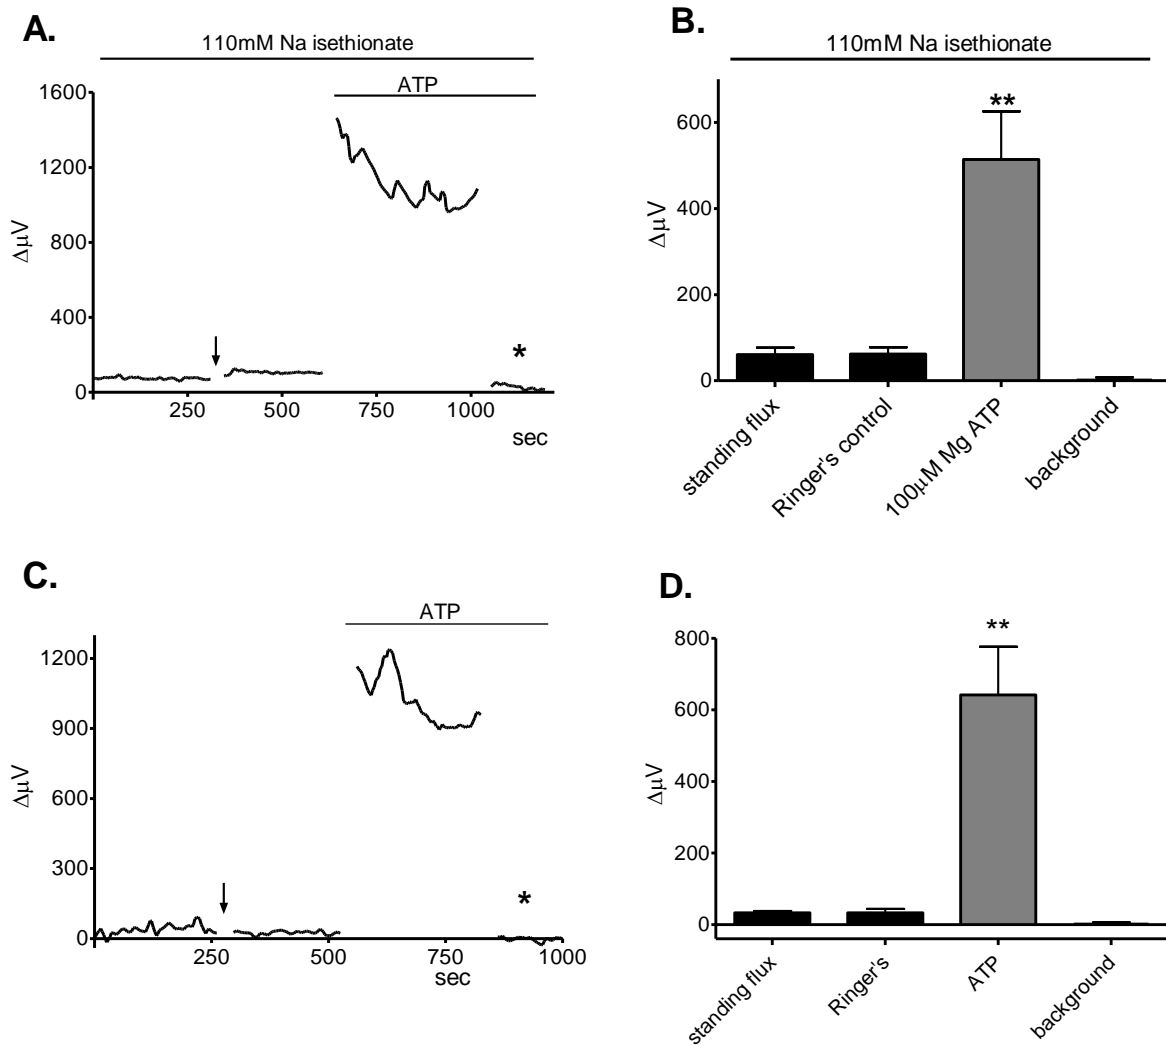 A.
110mM Na isethionate
ATP
1600
1200
800
400
0
ΔµV
*
250
500
750
1000
sec
B.
110mM Na isethionate
**
600
400
200
0
ΔµV
standing flux
Ringer's control
100µM Mg ATP
background
C.
ATP
1200
900
600
300
0
ΔµV
*
250
500
750
1000
sec
D.
**
800
600
400
200
0
ΔµV
standing flux
Ringer's
ATP
background